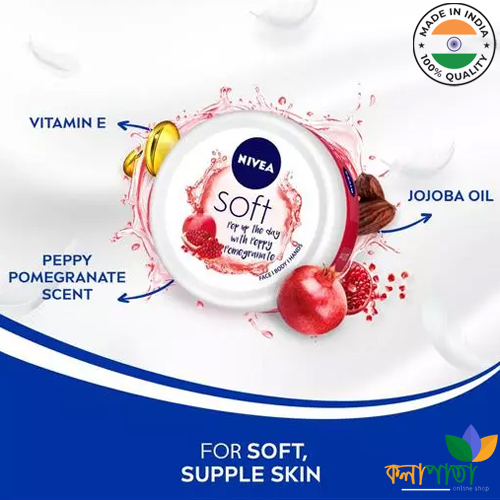 MADE IN INDIA
100% QUALITY
VITAMIN E
NIVEA
soft
Pep up the day
with Peppy
Pomegranate
FACE | BODY | HANDS
JOJOBA OIL
PEPPY
POMEGRANATE
SCENT
FOR SOFT,
SUPPLE SKIN
কলাপাতা
online shop